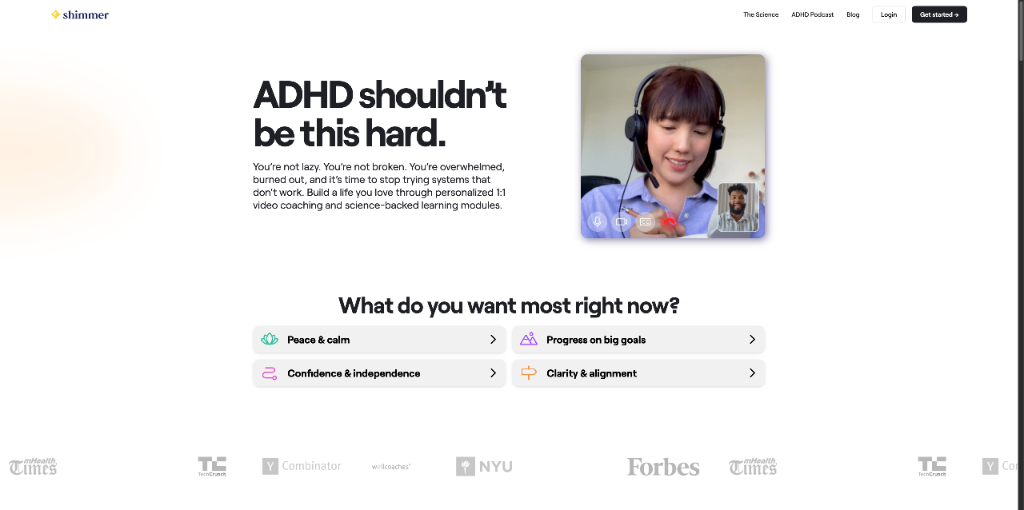 shimmer
The Science
ADHD Podcast
Blog
Login
Get started →
ADHD shouldn't
be this hard.
You're not lazy. You're not broken. You're overwhelmed,
burned out, and it's time to stop trying systems that
don't work. Build a life you love through personalized 1:1
video coaching and science-backed learning modules.
What do you want most right now?
Peace & calm
Progress on big goals
Confidence & independence
Clarity & alignment
mHealth
Times
TC
TechCrunch
Y Combinator
wellcoaches
NYU
Forbes
mHealth
Times
TC
TechCrunch
Y Cor